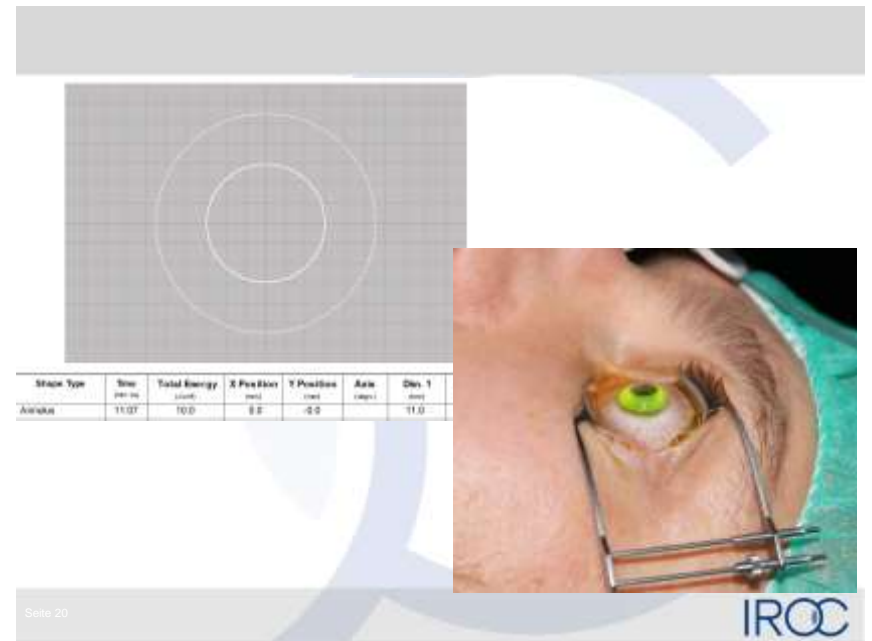 Shape Type Time Total Energy X Position Y Position Axis Dim. 1
Annulus 11:07 10.0 0.0 -0.0 11.0
Seite 20
IROC